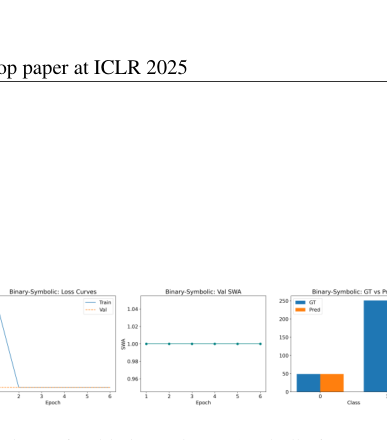 op paper at ICLR 2025
Binary-Symbolic: Loss Curves
Train
Val
2 3 4 5 6
Epoch
Binary-Symbolic: Val SWA
1.04
1.02
1.00
0.98
0.96
SWA
1 2 3 4 5 6
Epoch
Binary-Symbolic: GT vs Pr
GT
Pred
250
200
150
100
50
0
0
Class